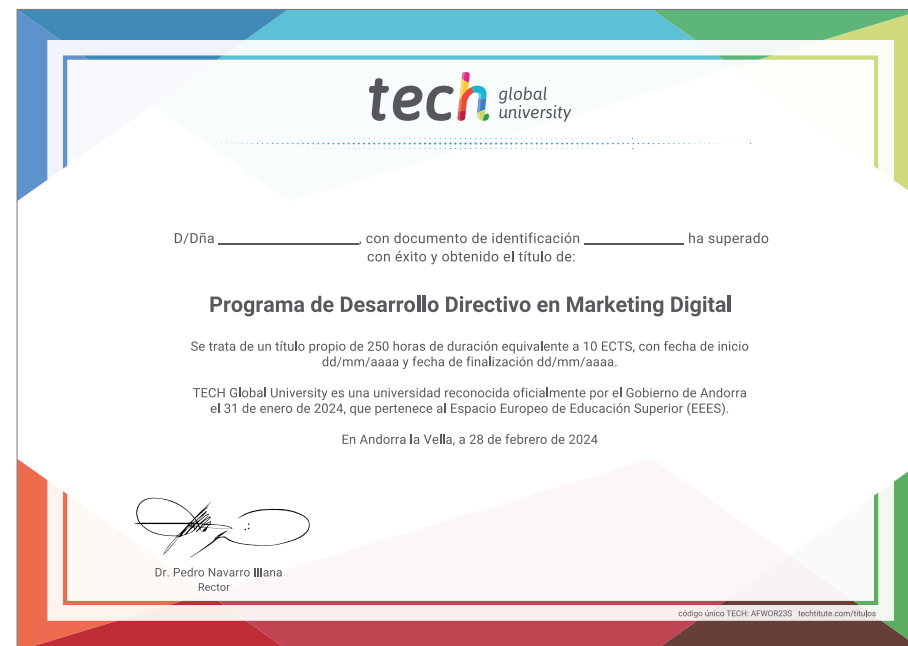 tech global university
D/Dña ____________________, con documento de identificación ______________ ha superado
con éxito y obtenido el título de:
Programa de Desarrollo Directivo en Marketing Digital
Se trata de un título propio de 250 horas de duración equivalente a 10 ECTS, con fecha de inicio
dd/mm/aaaa y fecha de finalización dd/mm/aaaa.
TECH Global University es una universidad reconocida oficialmente por el Gobierno de Andorra
el 31 de enero de 2024, que pertenece al Espacio Europeo de Educación Superior (EEES).
En Andorra la Vella, a 28 de febrero de 2024
Dr. Pedro Navarro Illana
Rector
código único TECH: AFWOR23S techtitute.com/titulos